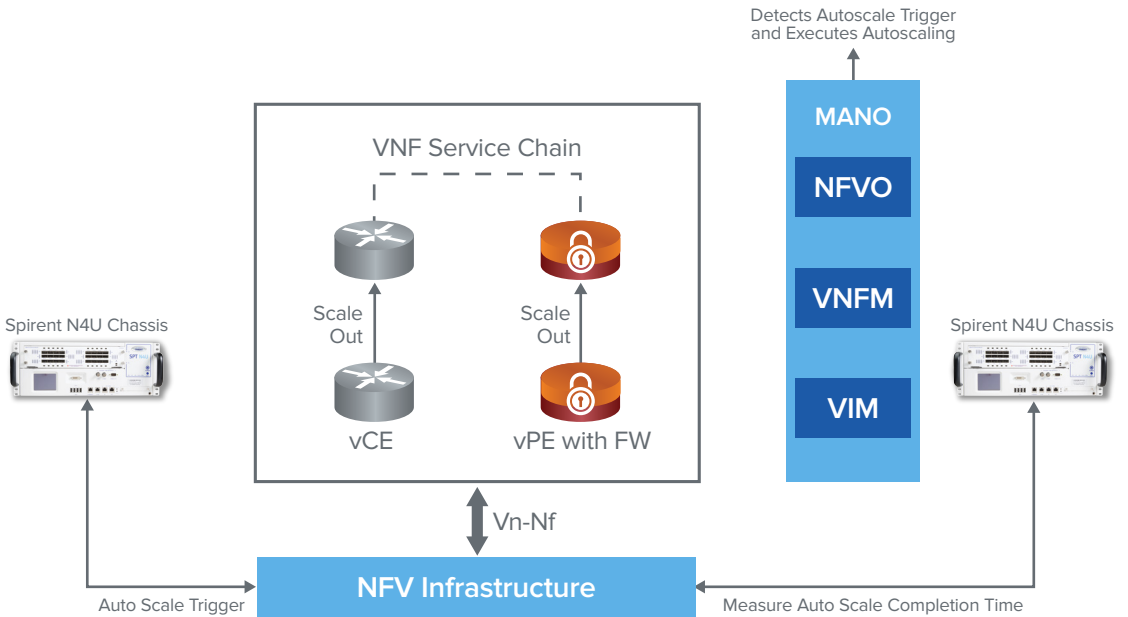 Detects Autoscale Trigger
and Executes Autoscaling
MANO
NFVO
VNFM
VIM
VNF Service Chain
Scale
Out
Scale
Out
vCE
vPE with FW
Spirent N4U Chassis
SPT
Spirent N4U Chassis
SPT
Vn-Nf
NFV Infrastructure
Auto Scale Trigger
Measure Auto Scale Completion Time